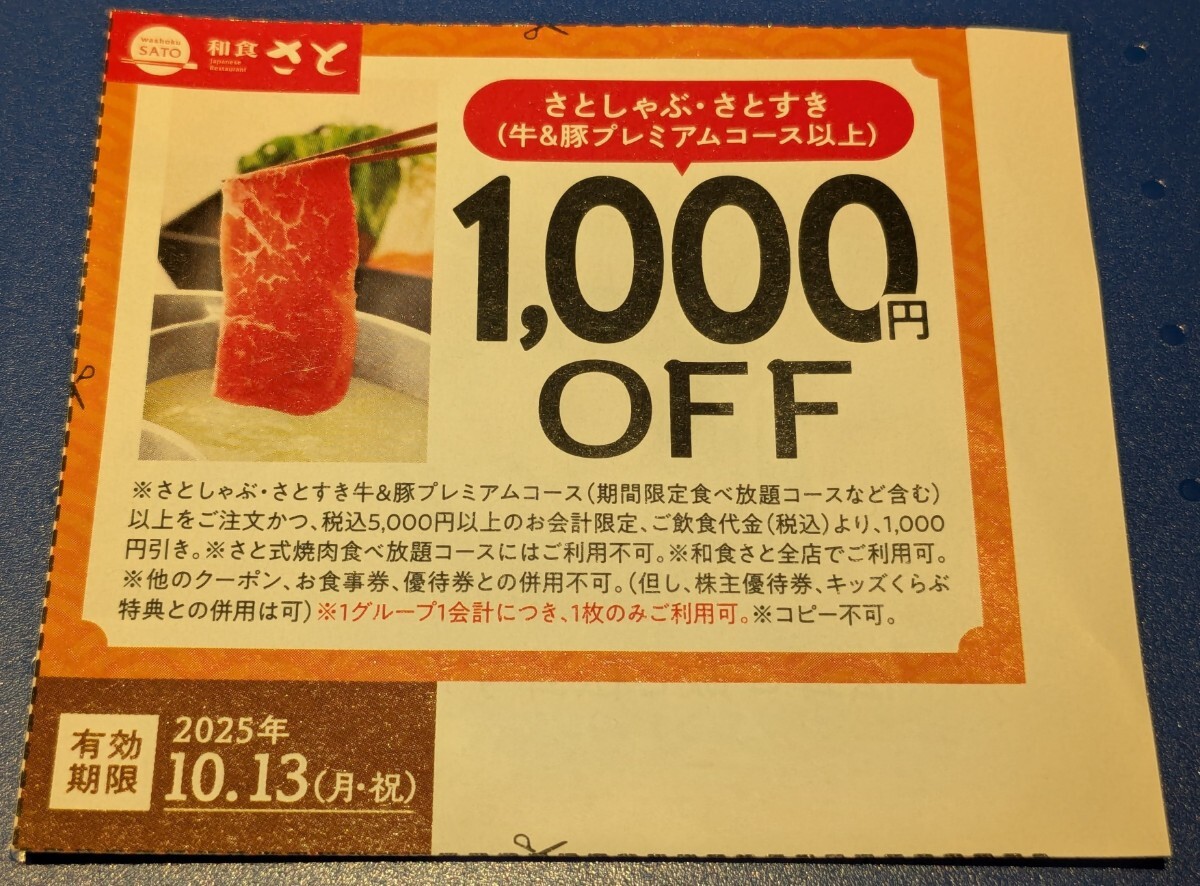 washoku
SATO
和食 さと
Japanese
Restaurant
さとしゃぶ・さとすき
(牛&豚プレミアムコース以上)
1,000円
OFF
※さとしゃぶ・さとすき牛&豚プレミアムコース(期間限定食べ放題コースなど含む)
以上をご注文かつ、税込5,000円以上のお会計限定、ご飲食代金(税込)より、1,000
円引き。※さと式焼肉食べ放題コースにはご利用不可。※和食さと全店でご利用可。
※他のクーポン、お食事券、優待券との併用不可。(但し、株主優待券、キッズくらぶ
特典との併用は可)※1グループ1会計につき、1枚のみご利用可。※コピー不可。
有効
期限
2025年
10.13(月・祝)